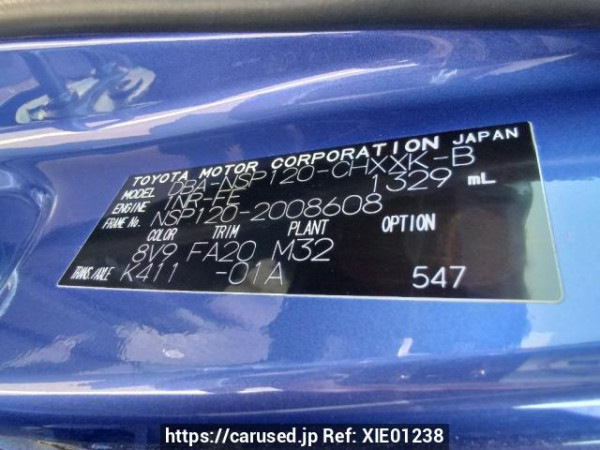 TOYOTA MOTOR CORPORATION JAPAN
MODEL DBA-NSP120-CHXXK-B
ENGINE 1NR-FE 1329 mL
FRAME No. NSP120-2008608
COLOR TRIM PLANT OPTION
8V9 FA20 M32
TRANS./AXLE K411 -01A 547
https://carused.jp Ref: XIE01238